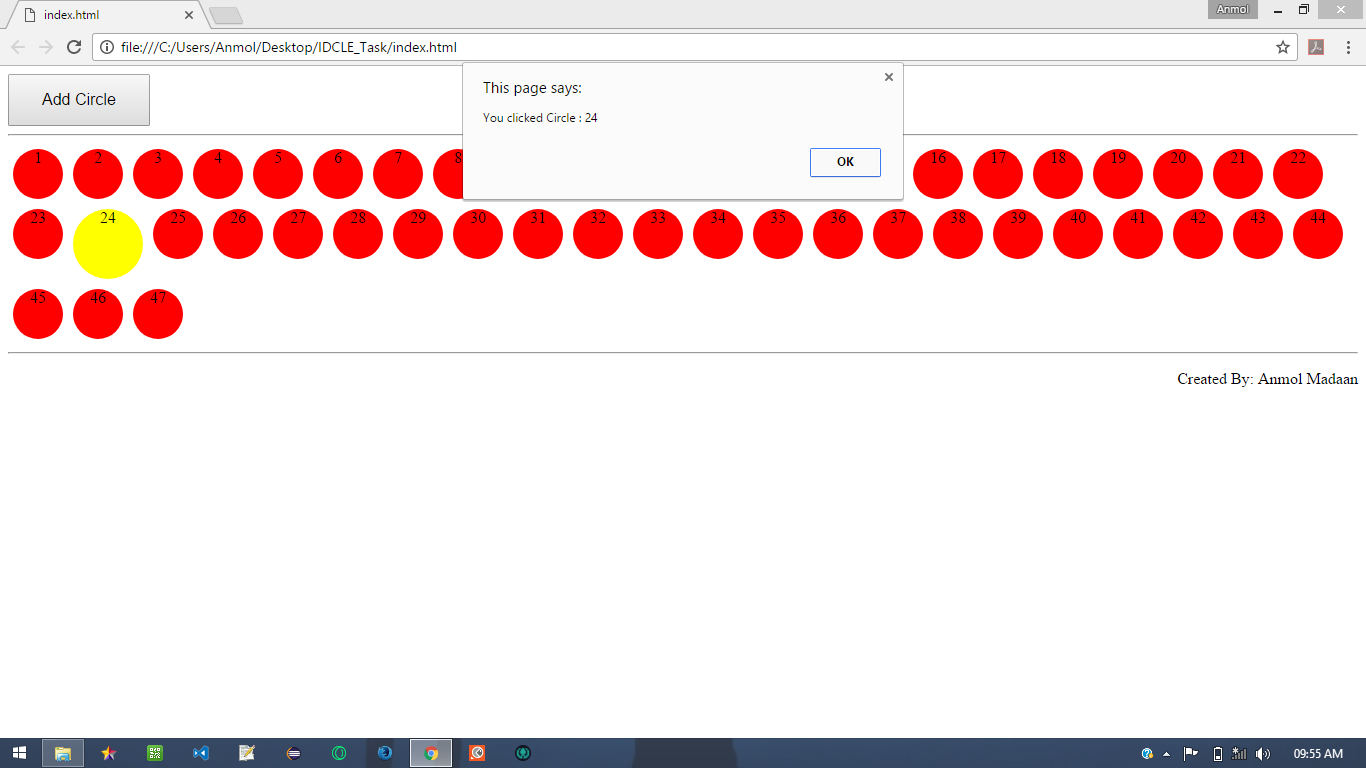 index.html
Anmol
file:///C:/Users/Anmol/Desktop/IDCLE_Task/index.html
Add Circle
This page says:
You clicked Circle : 24
OK
1 2 3 4 5 6 7 8 16 17 18 19 20 21 22
23 24 25 26 27 28 29 30 31 32 33 34 35 36 37 38 39 40 41 42 43 44
45 46 47
Created By: Anmol Madaan
09:55 AM